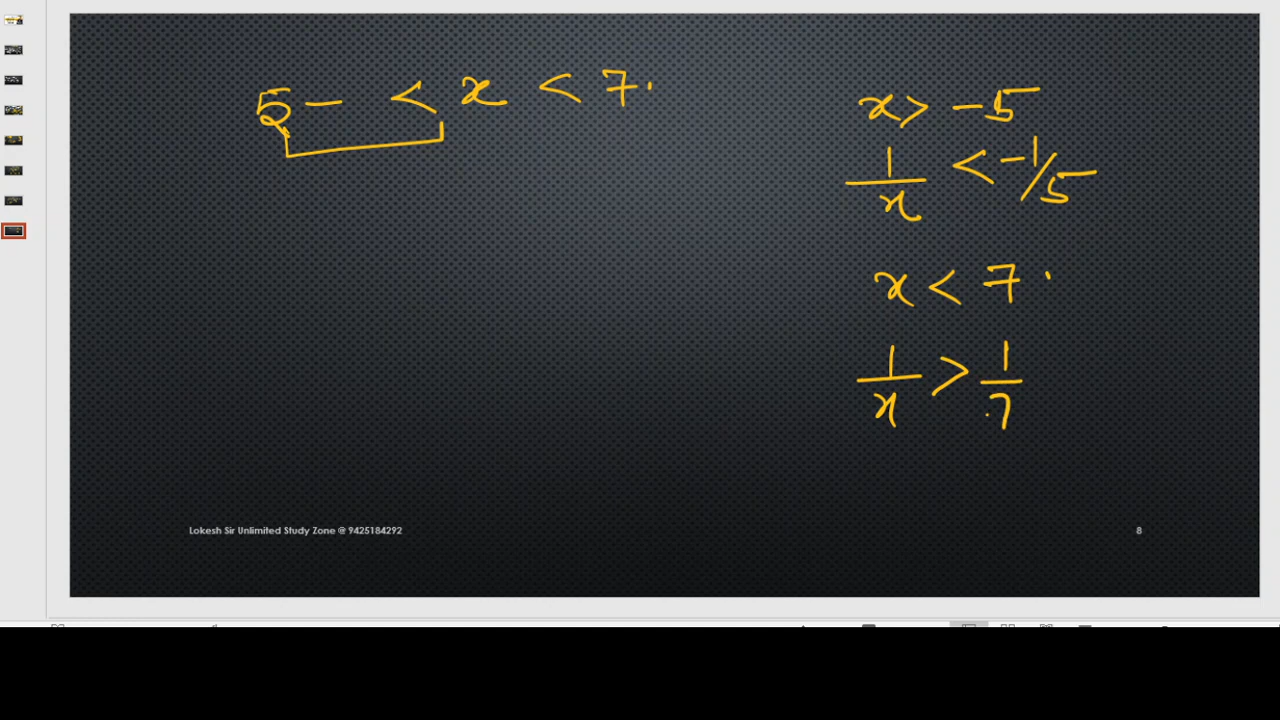 5- < x < 7.
x > -5
1/x < -1/5
x < 7
1/x > 1/7
Lokesh Sir Unlimited Study Zone @ 9425184292
8